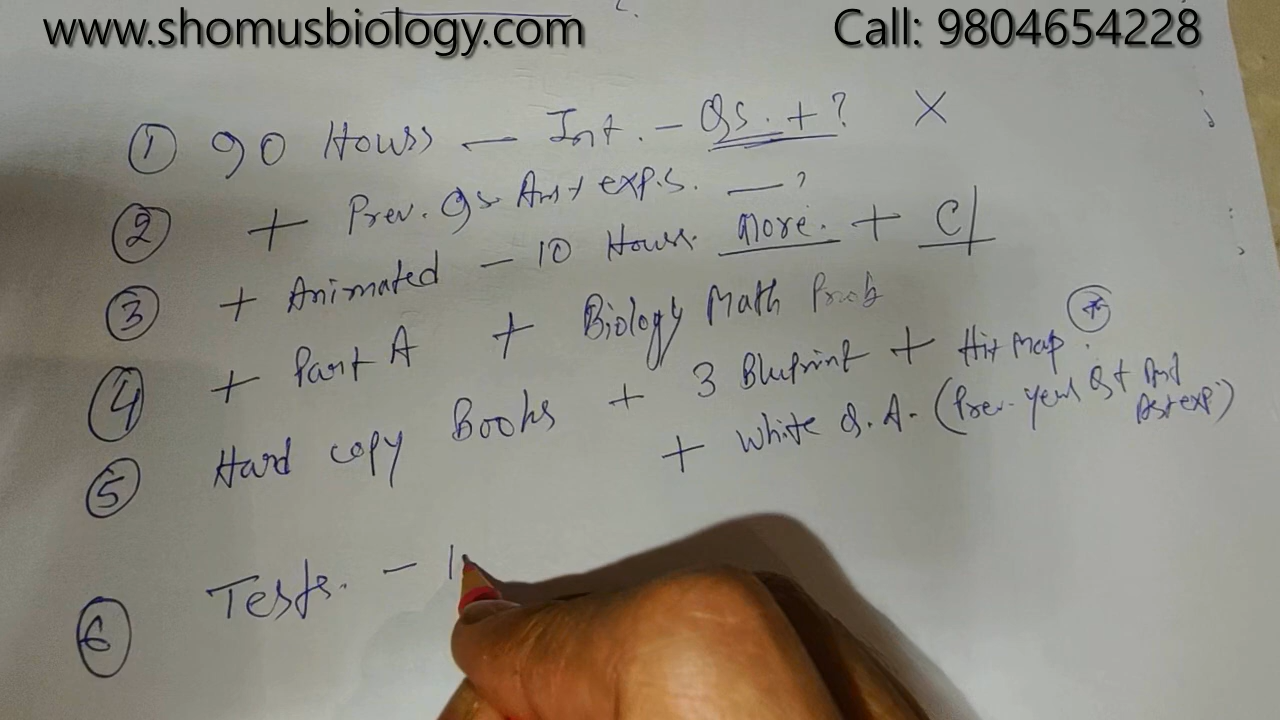 www.shomusbiology.com Call: 9804654228
① 90 Hours — Int. - Qs. + ? X
② + Prev. Qs Ans + exp.s. — ?
③ + Animated - 10 Hours more. +
④ + Part A + Biology Math Prob
⑤ Hard copy Books + 3 Blueprint + Hit map. *
+ White Q. A. (Prev. year Qs + And
exp.)
⑥ Tests. -